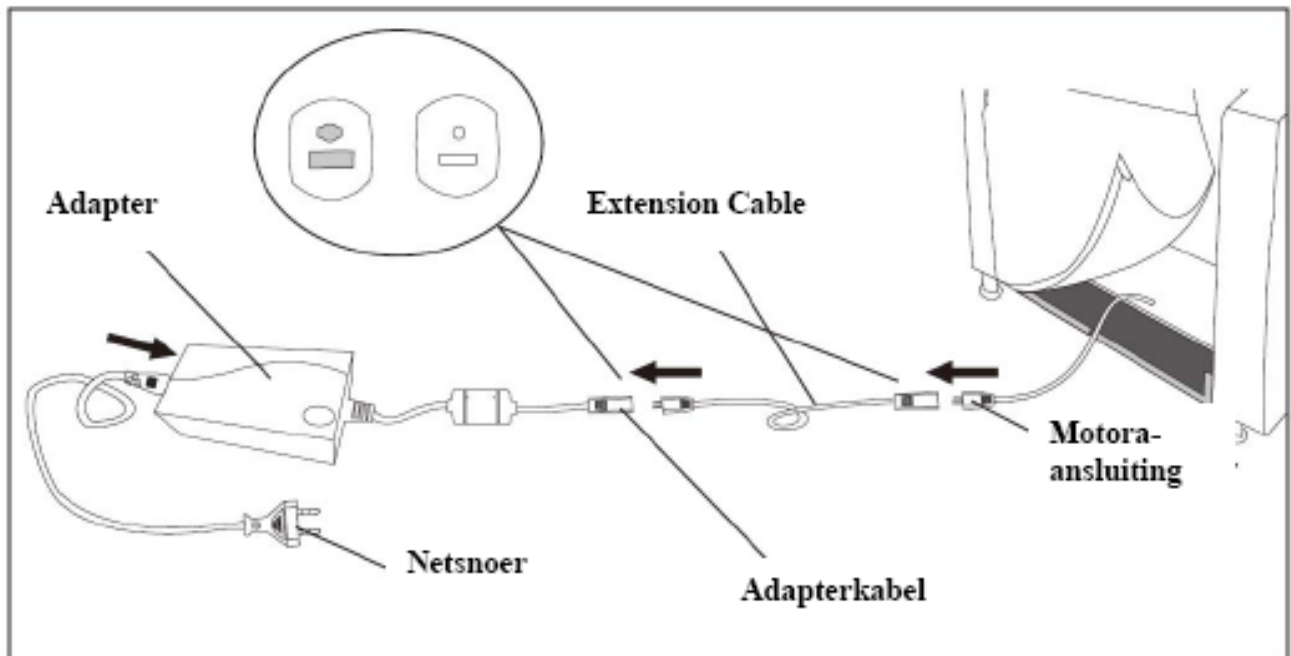 Adapter
Extension Cable
Motora-
ansluiting
Netsnoer
Adapterkabel